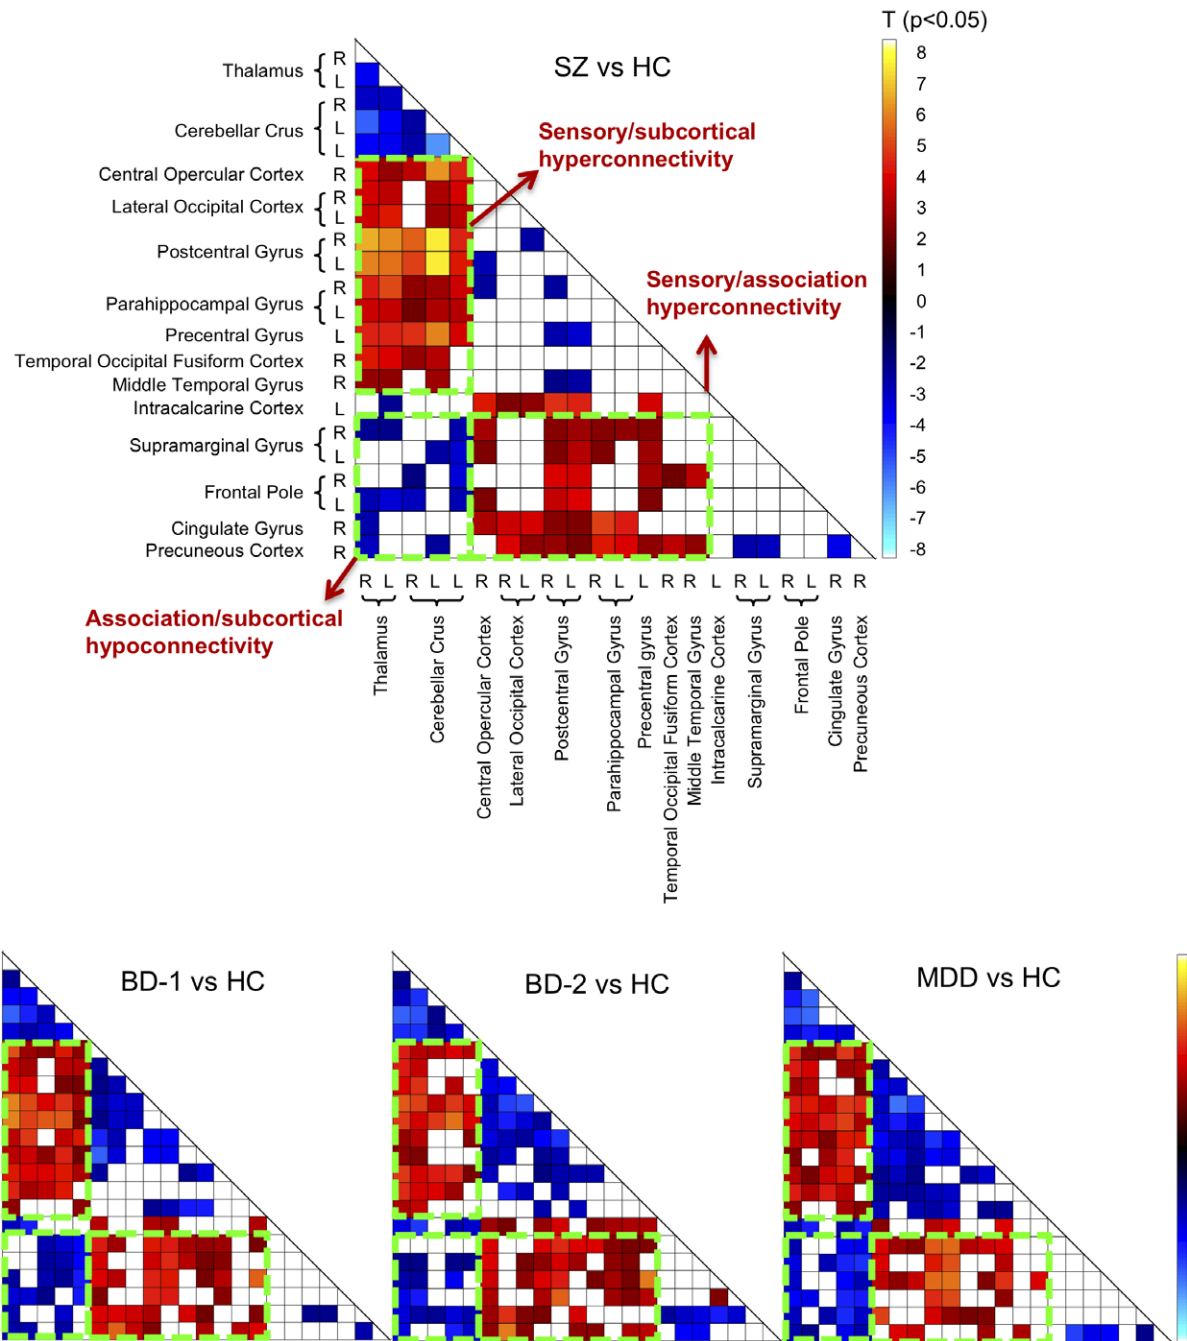 T (p<0.05)
SZ vs HC
8
7
6
5
4
3
2
1
0
-1
-2
-3
-4
-5
-6
-7
-8
Thalamus { R
L
Cerebellar Crus { R
L
L
Central Opercular Cortex R
Lateral Occipital Cortex { R
L
Postcentral Gyrus { R
L
Parahippocampal Gyrus { R
L
Precentral Gyrus L
Temporal Occipital Fusiform Cortex R
Middle Temporal Gyrus R
Intracalcarine Cortex L
Supramarginal Gyrus { R
L
Frontal Pole { R
L
Cingulate Gyrus R
Precuneous Cortex R
Sensory/subcortical
hyperconnectivity
Sensory/association
hyperconnectivity
Association/subcortical
hypoconnectivity
R L R L L R R L R L R L L R R L R L R L R R
Thalamus
Cerebellar Crus
Central Opercular Cortex
Lateral Occipital Cortex
Postcentral Gyrus
Parahippocampal Gyrus
Precentral gyrus
Temporal Occipital Fusiform Cortex
Middle Temporal Gyrus
Intracalcarine Cortex
Supramarginal Gyrus
Frontal Pole
Cingulate Gyrus
Precuneous Cortex
BD-1 vs HC
BD-2 vs HC
MDD vs HC